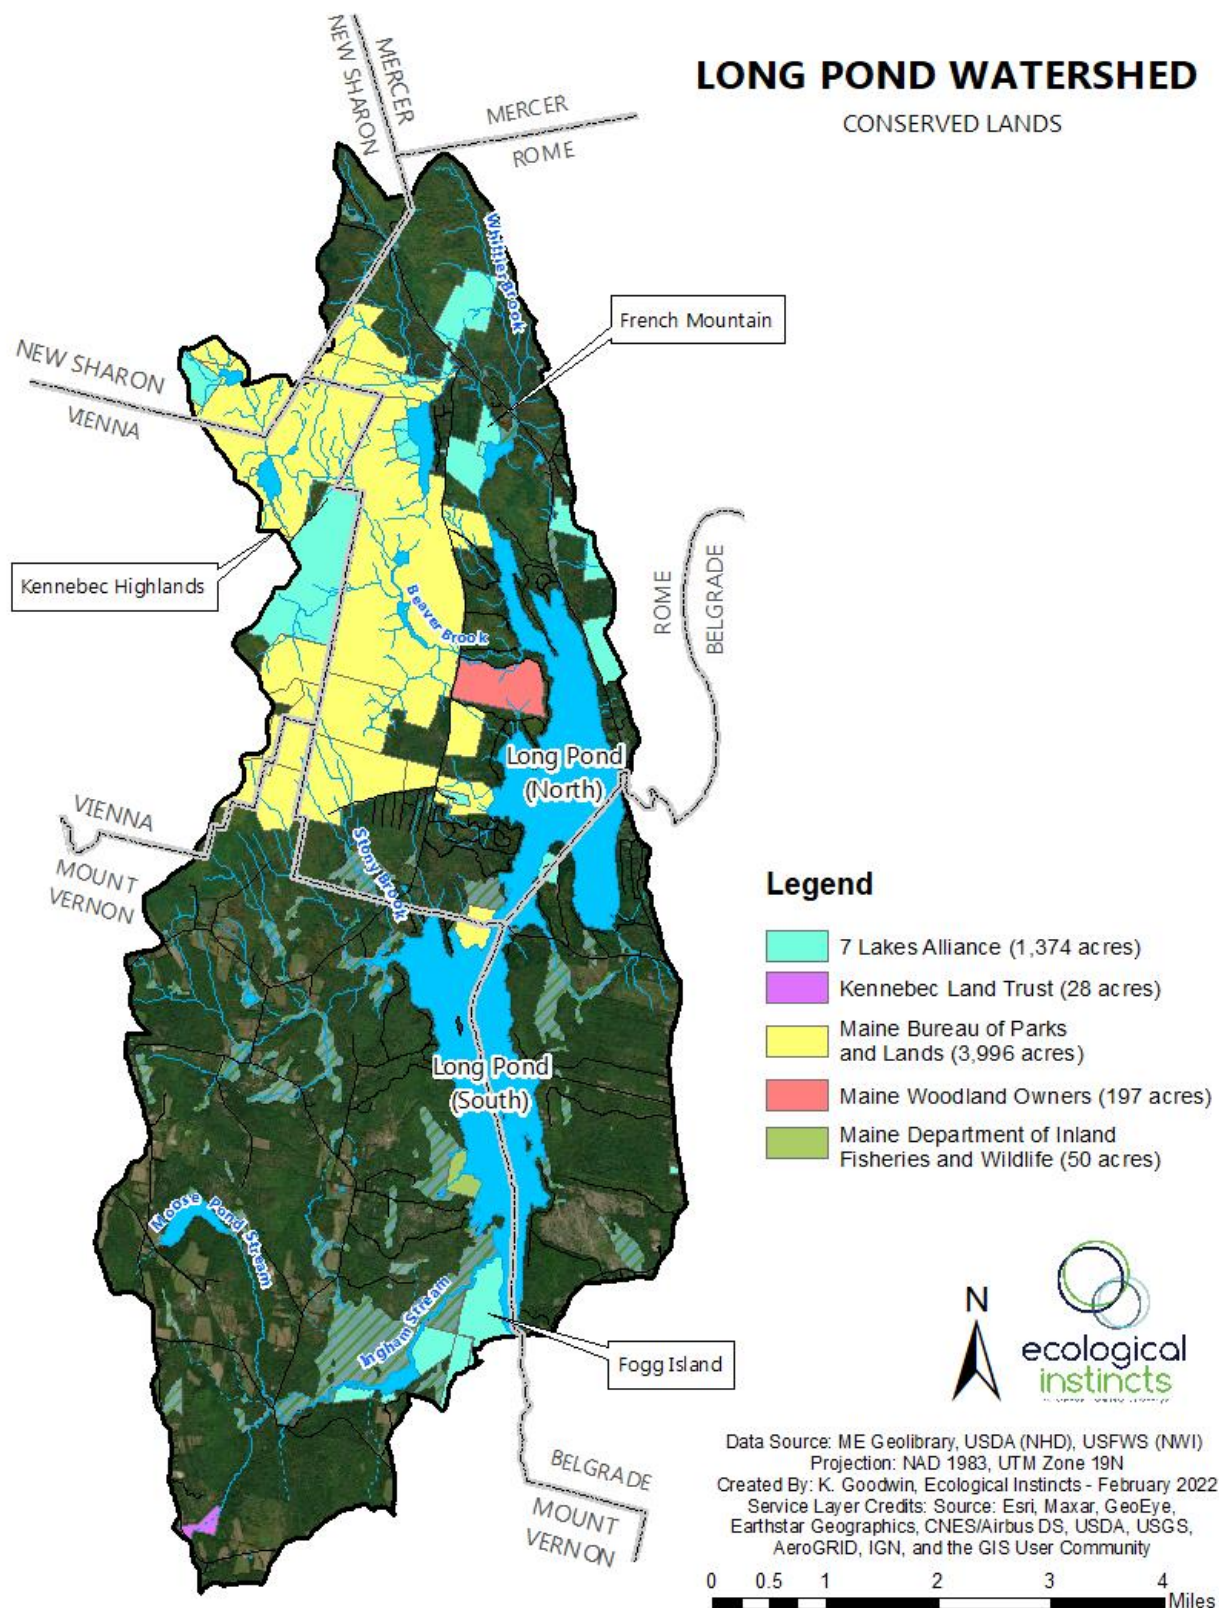 LONG POND WATERSHED
CONSERVED LANDS
NEW SHARON
MERCER
MERCER
ROME
Whittier Brook
French Mountain
NEW SHARON
VIENNA
Kennebec Highlands
Beaver Brook
ROME
BELGRADE
Long Pond
(North)
VIENNA
MOUNT
VERNON
Stony Brook
Long Pond
(South)
Moose Pond Stream
Ingham Stream
Fogg Island
BELGRADE
MOUNT
VERNON
Legend
7 Lakes Alliance (1,374 acres)
Kennebec Land Trust (28 acres)
Maine Bureau of Parks
and Lands (3,996 acres)
Maine Woodland Owners (197 acres)
Maine Department of Inland
Fisheries and Wildlife (50 acres)
N
ecological
instincts
Data Source: ME Geolibrary, USDA (NHD), USFWS (NWI)
Projection: NAD 1983, UTM Zone 19N
Created By: K. Goodwin, Ecological Instincts - February 2022
Service Layer Credits: Source: Esri, Maxar, GeoEye,
Earthstar Geographics, CNES/Airbus DS, USDA, USGS,
AeroGRID, IGN, and the GIS User Community
0 0.5 1 2 3 4
Miles